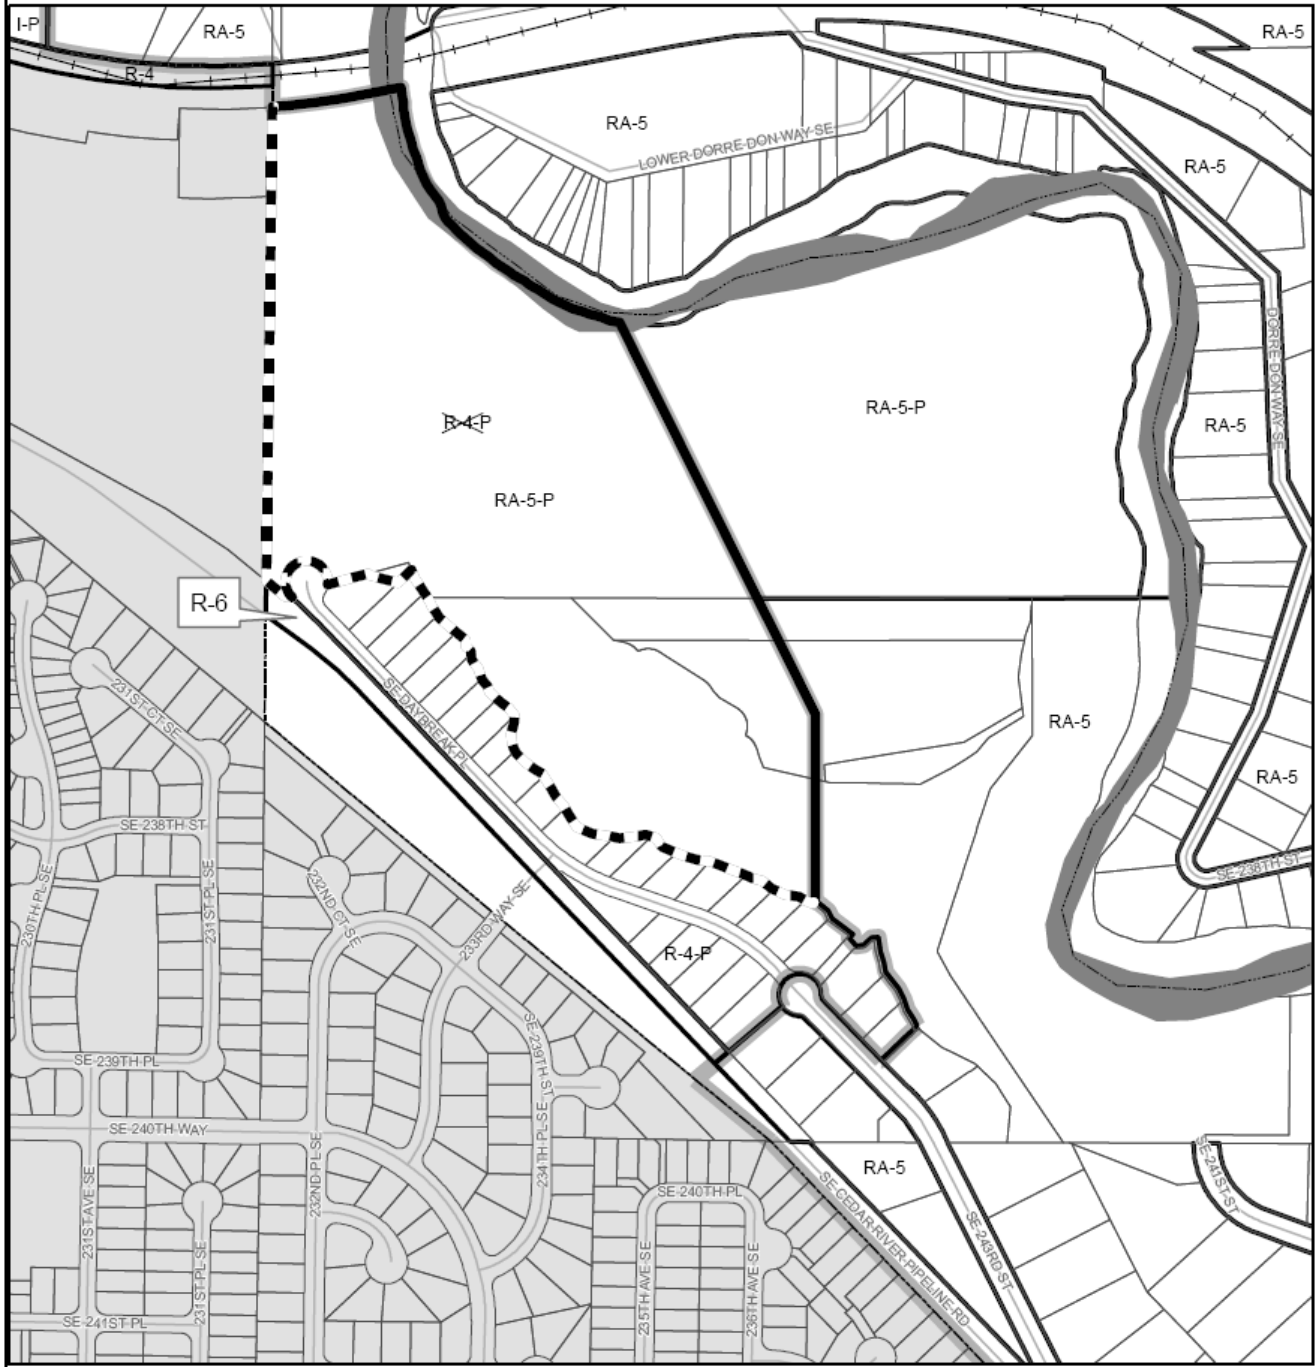 I-P
RA-5
RA-5
R-4
RA-5
LOWER DORRE DON WAY SE
RA-5
R-4-P
RA-5-P
RA-5
DORRE DON WAY SE
RA-5-P
R-6
231ST CT SE
SE DAYBREAK PL
RA-5
RA-5
SE 238TH ST
SE 238TH ST
230TH PL SE
231ST PL SE
232ND CT SE
233RD WAY SE
R-4-P
SE 239TH PL
SE 239TH ST
SE 240TH WAY
234TH PL SE
231ST AVE SE
232ND PL SE
RA-5
SE 241ST ST
SE 240TH PL
SE CEDAR RIVER PIPELINE RD
SE 243RD ST
231ST PL SE
235TH AVE SE
236TH AVE SE
SE 241ST PL